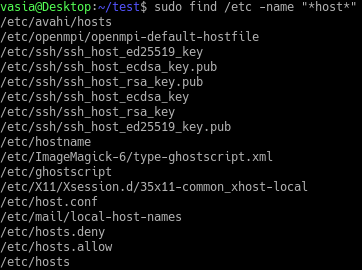 vasia@Desktop:~/test$ sudo find /etc -name "*host*"
/etc/avahi/hosts
/etc/openmpi/openmpi-default-hostfile
/etc/ssh/ssh_host_ed25519_key
/etc/ssh/ssh_host_ecdsa_key.pub
/etc/ssh/ssh_host_rsa_key.pub
/etc/ssh/ssh_host_ecdsa_key
/etc/ssh/ssh_host_rsa_key
/etc/ssh/ssh_host_ed25519_key.pub
/etc/hostname
/etc/ImageMagick-6/type-ghostscript.xml
/etc/ghostscript
/etc/X11/Xsession.d/35x11-common_xhost-local
/etc/host.conf
/etc/mail/local-host-names
/etc/hosts.deny
/etc/hosts.allow
/etc/hosts